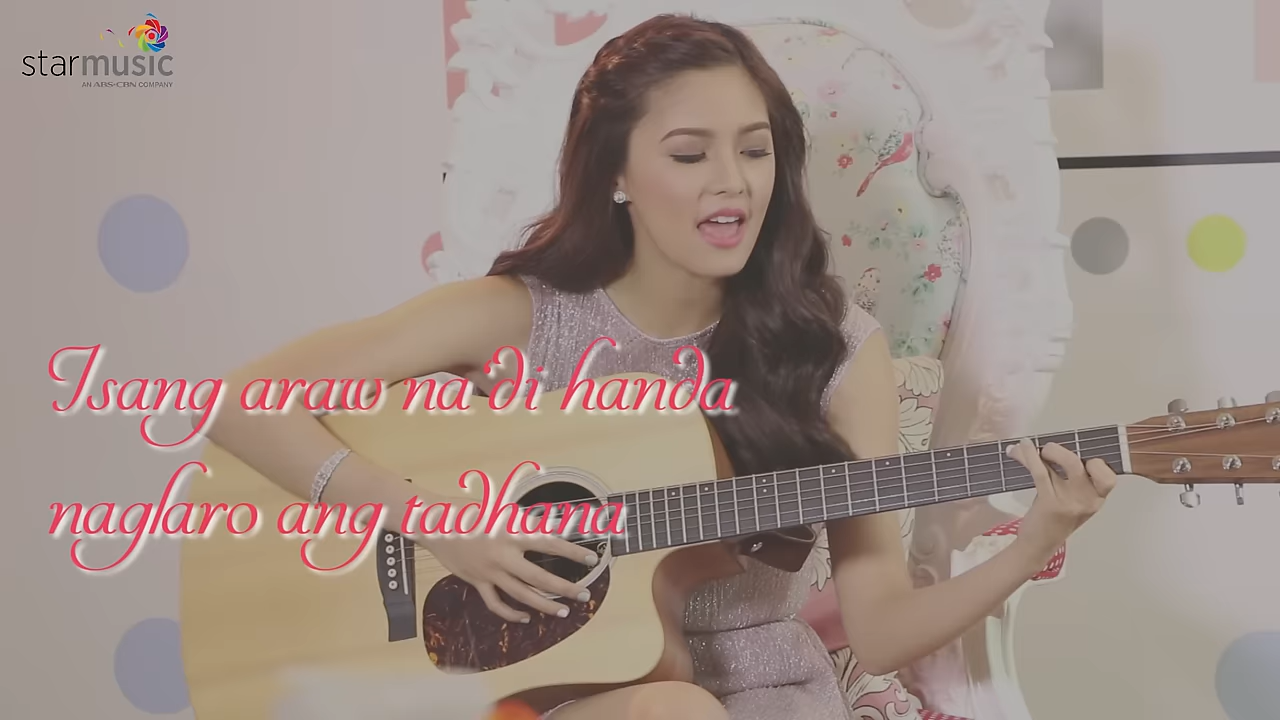 starmusic
AN ABS-CBN COMPANY
Isang araw na 'di handa
naglaro ang tadhana